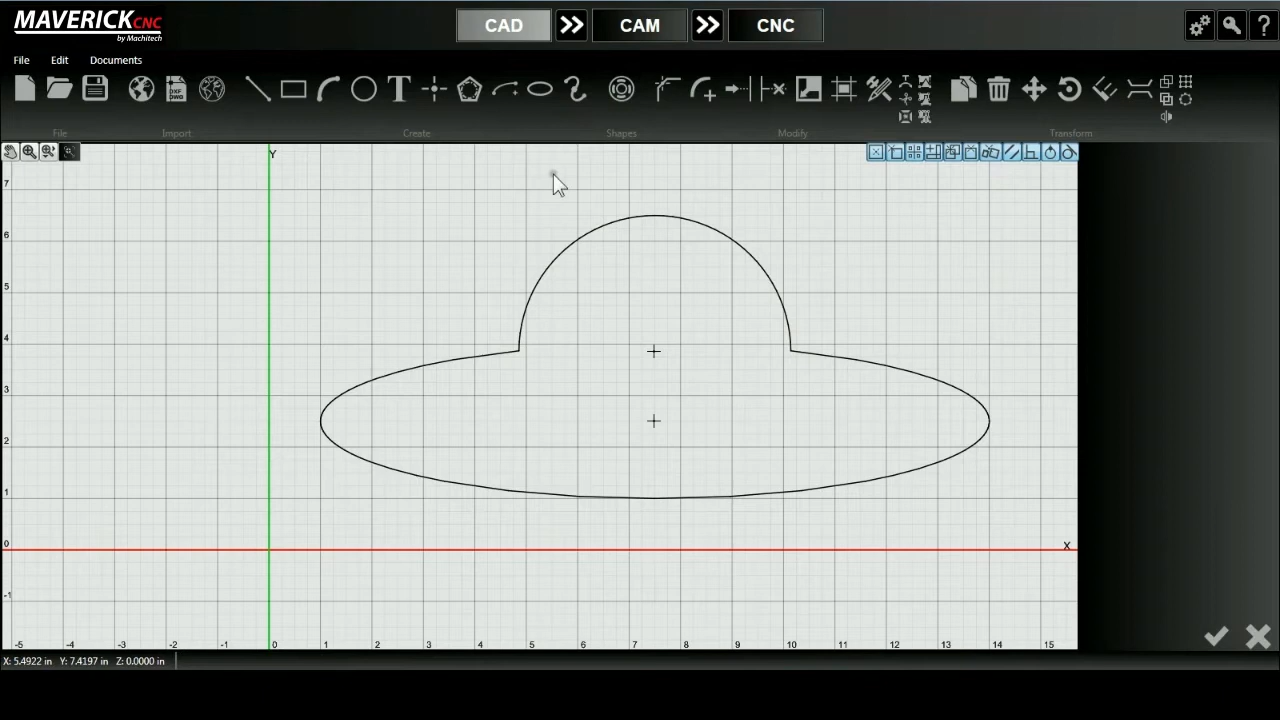 MAVERICK CNC
by Machitech
CAD
CAM
CNC
?
File Edit Documents
DXF
DWG
T
File Import Create Shapes Modify Transform
Y
7
6
5
4
3
2
1
0
X
-1
-5 -4 -3 -2 -1 0 1 2 3 4 5 6 7 8 9 10 11 12 13 14 15
X: 5.4922 in Y: 7.4197 in Z: 0.0000 in